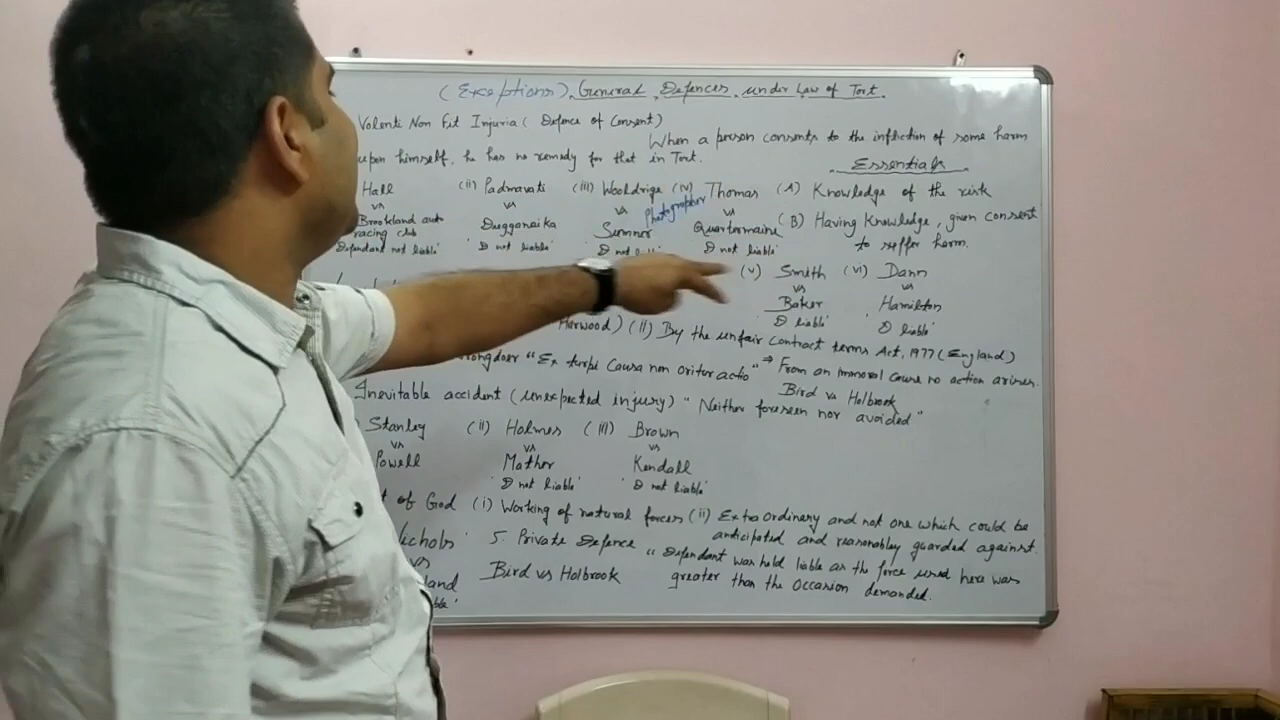 (Exceptions) General Defences under Law of Tort.
Volenti Non Fit Injuria (Defence of Consent)
When a person consents to the infliction of some harm
upon himself, he has no remedy for that in Tort.
Essentials
Hall (ii) Padmavati (iii) Wooldrige (iv) Thomas (A) Knowledge of the risk
vs vs vs Photographer vs
Brookland auto Dugganaika Sumnor Quartermaine (B) Having Knowledge, given consent
racing club to suffer harm.
Defendant not liable 'D not liable' 'D not D not liable'
(v) Smith (vi) Dann
vs vs
Baker Hamilton
'D liable' 'D liable'
Harwood) (ii) By the unfair contract terms Act, 1977 (England)
rongdoer "Ex turpi Causa non oritur actio" ⇒ From an immoral cause no action arises.
Bird vs Holbrook
Inevitable accident (unexpected injury) "Neither foreseen nor avoided"
Stanley (ii) Holmes (iii) Brown
vs vs vs
Powell Mather Kendall
'D not liable' 'D not liable'
t of God (i) Working of natural forces (ii) Extraordinary and not one which could be
anticipated and reasonably guarded against.
Nichols 5. Private Defence "Defendant was held liable as the force used here was
vs
land Bird vs Holbrook greater than the occasion demanded.
ble'